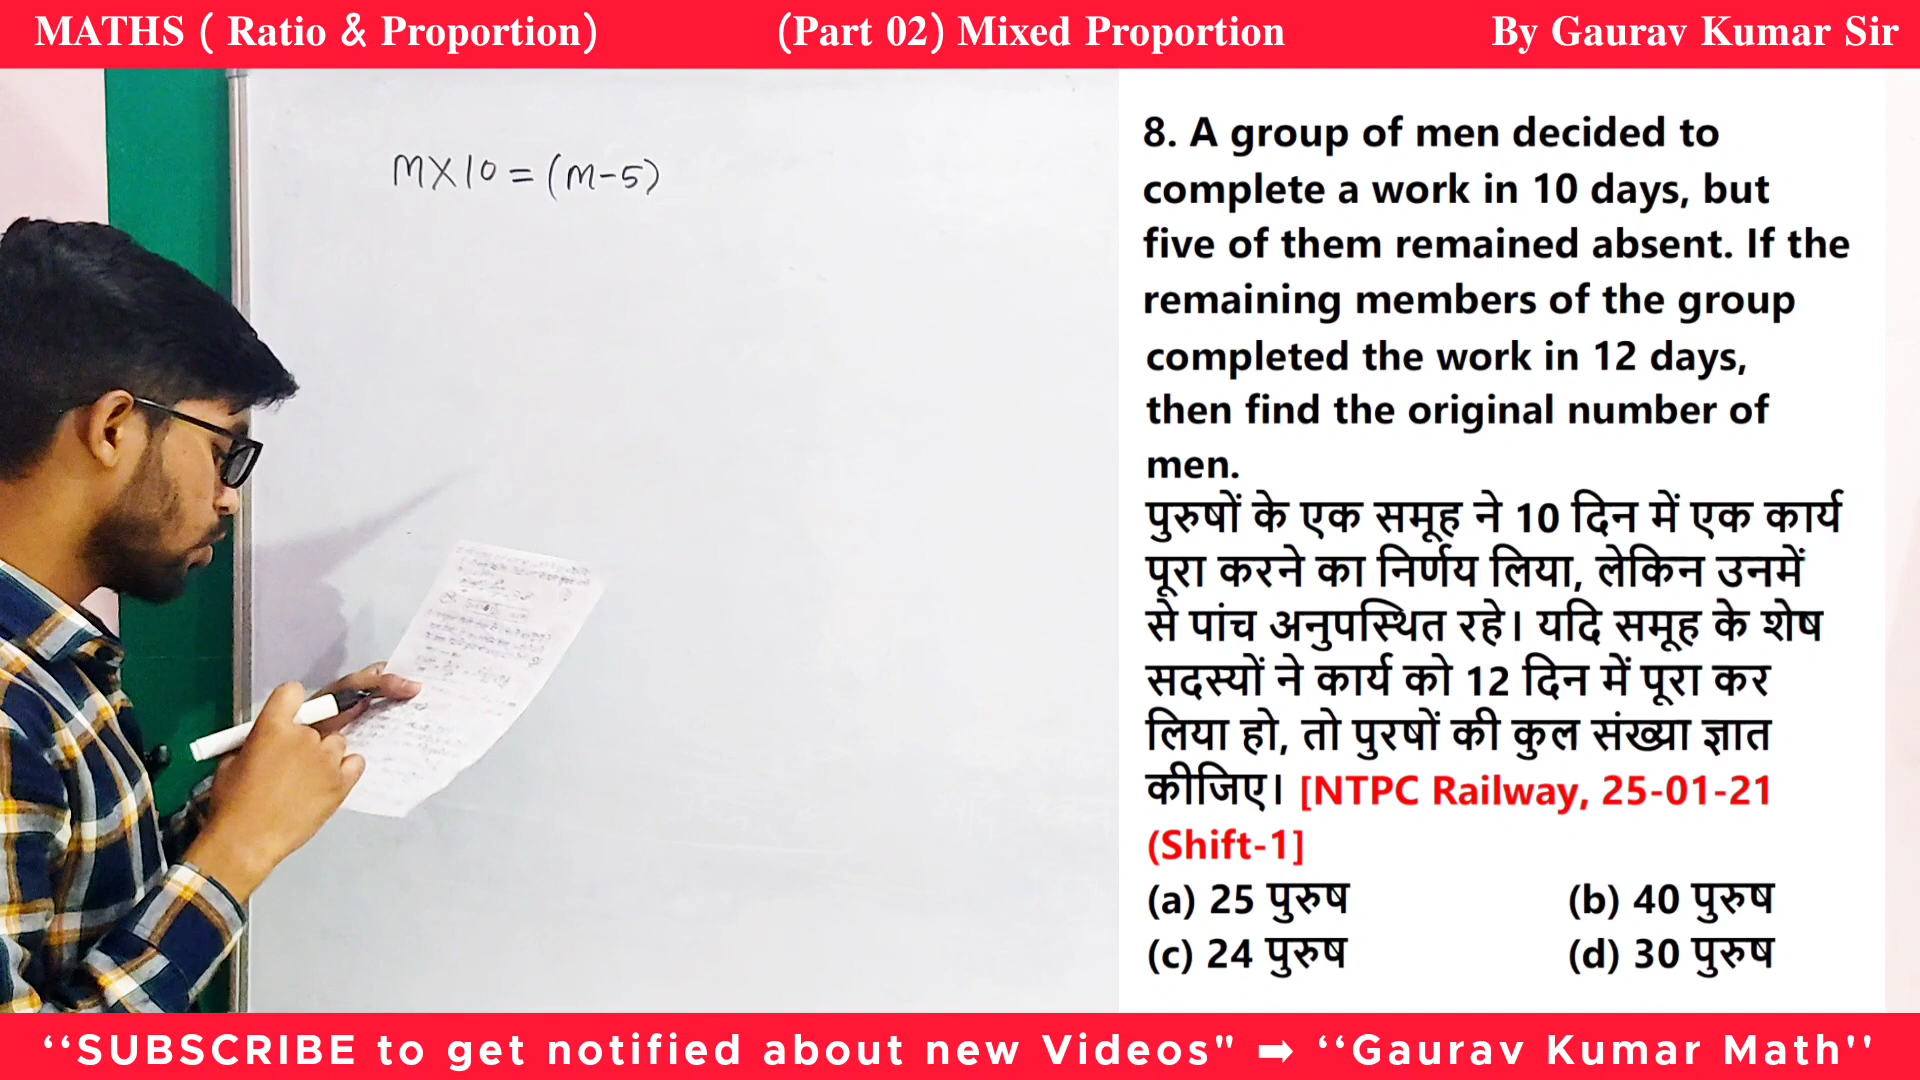 MATHS ( Ratio & Proportion) (Part 02) Mixed Proportion By Gaurav Kumar Sir
M×10=(M-5)
8. A group of men decided to
complete a work in 10 days, but
five of them remained absent. If the
remaining members of the group
completed the work in 12 days,
then find the original number of
men.
पुरुषों के एक समूह ने 10 दिन में एक कार्य
पूरा करने का निर्णय लिया, लेकिन उनमें
से पांच अनुपस्थित रहे। यदि समूह के शेष
सदस्यों ने कार्य को 12 दिन में पूरा कर
लिया हो, तो पुरषों की कुल संख्या ज्ञात
कीजिए। [NTPC Railway, 25-01-21
(Shift-1]
(a) 25 पुरुष (b) 40 पुरुष
(c) 24 पुरुष (d) 30 पुरुष
‘‘SUBSCRIBE to get notified about new Videos" ➡ ‘‘Gaurav Kumar Math''